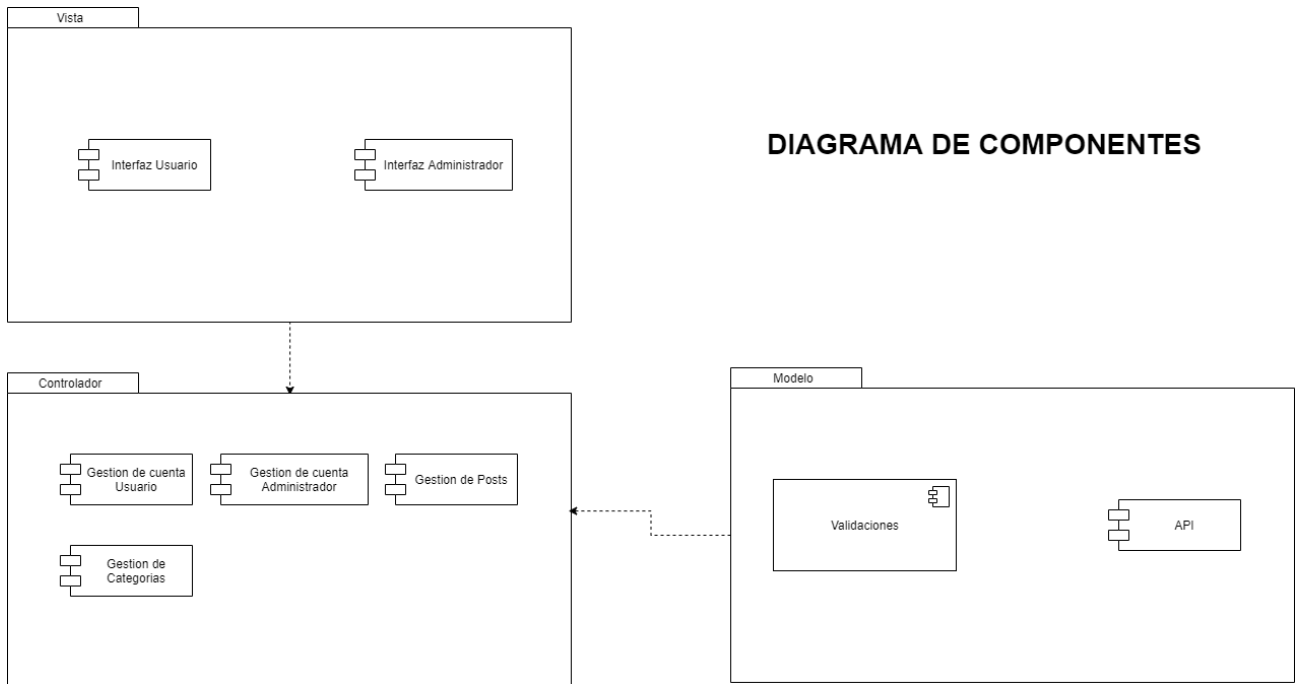 Vista
Interfaz Usuario
Interfaz Administrador
DIAGRAMA DE COMPONENTES
Controlador
Gestion de cuenta
Usuario
Gestion de cuenta
Administrador
Gestion de Posts
Gestion de
Categorias
Modelo
Validaciones
API